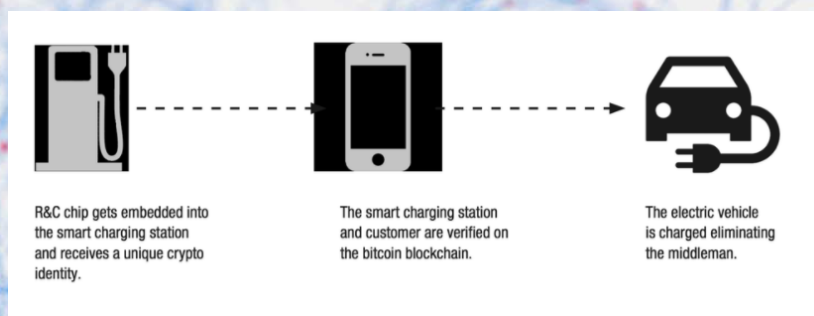 R&C chip gets embedded into
the smart charging station
and receives a unique crypto
identity.
The smart charging station
and customer are verified on
the bitcoin blockchain.
The electric vehicle
is charged eliminating
the middleman.